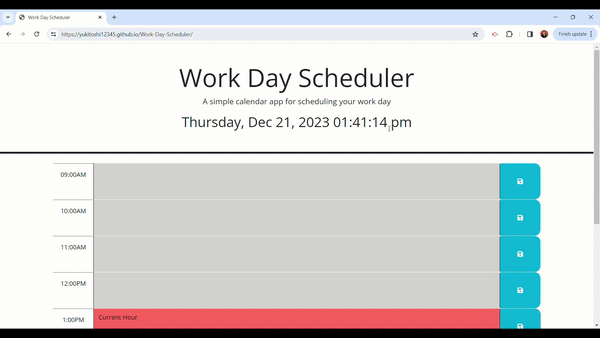 Work Day Scheduler
https://yukitoshi12345.github.io/Work-Day-Scheduler/
Finish update
Work Day Scheduler
A simple calendar app for scheduling your work day
Thursday, Dec 21, 2023 01:41:14 pm
09:00AM
10:00AM
11:00AM
12:00PM
1:00PM Current Hour